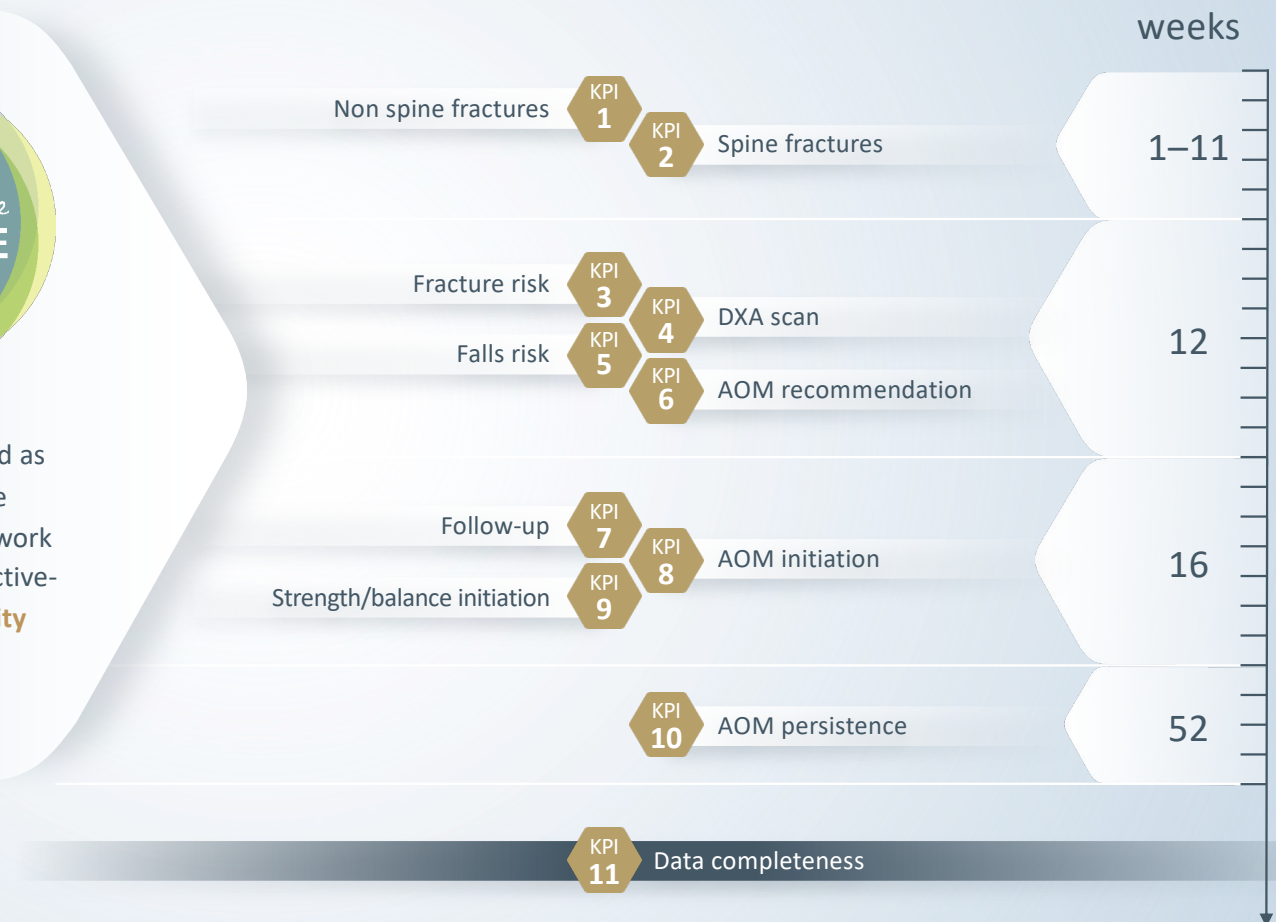 weeks
Non spine fractures
KPI
1
KPI
2
Spine fractures
1–11
Fracture risk
KPI
3
KPI
4
DXA scan
Falls risk
KPI
5
KPI
6
AOM recommendation
12
d as
e
work
ctive-
ity
Follow-up
KPI
7
KPI
8
AOM initiation
Strength/balance initiation
KPI
9
16
KPI
10
AOM persistence
52
KPI
11
Data completeness